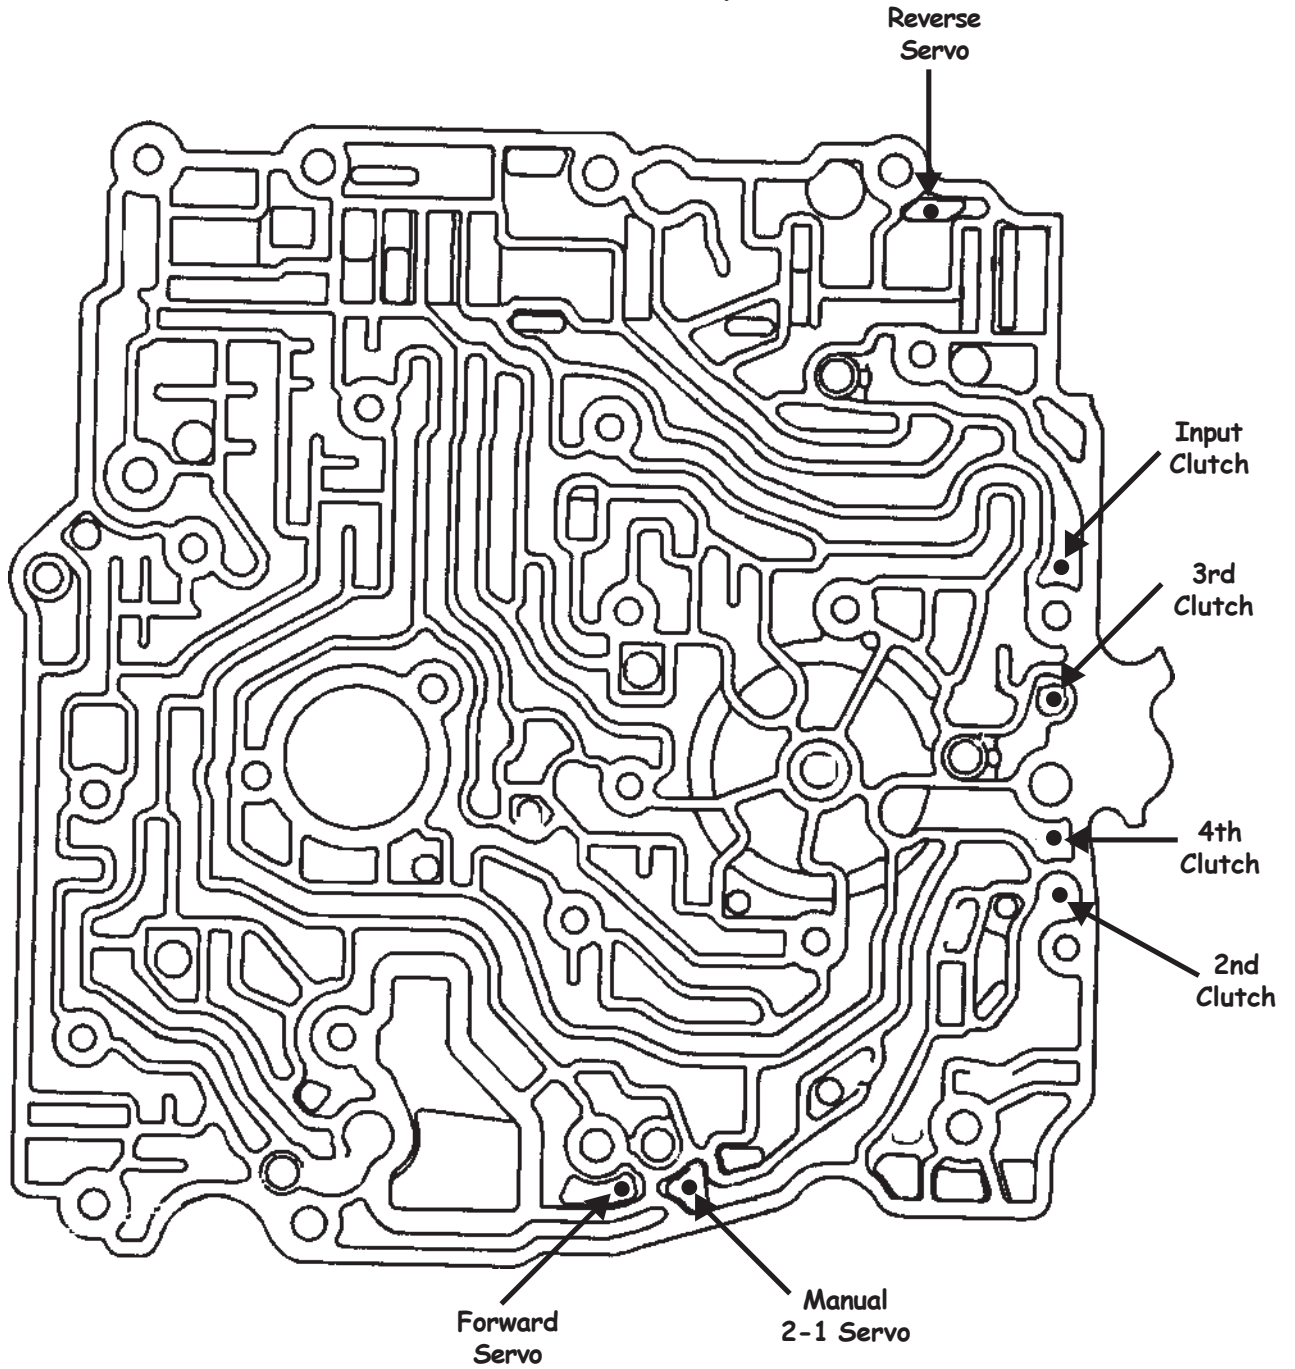 Reverse
Servo
Input
Clutch
3rd
Clutch
4th
Clutch
2nd
Clutch
Manual
2-1 Servo
Forward
Servo